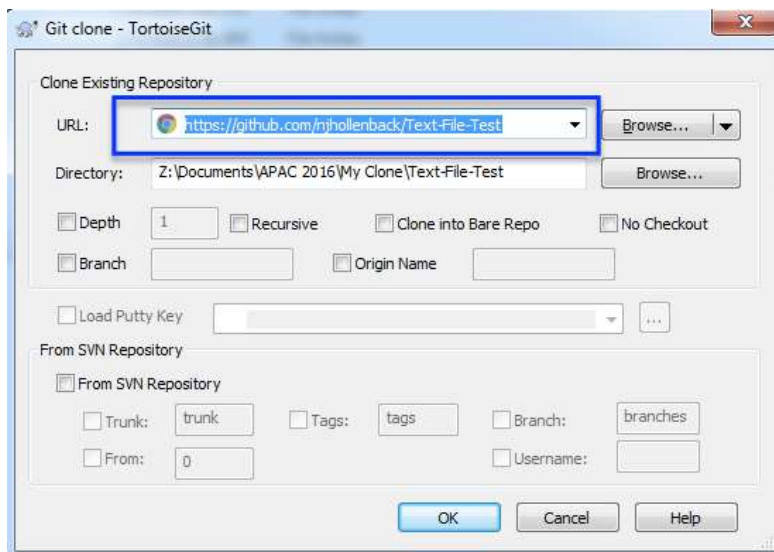 Git clone - TortoiseGit
Clone Existing Repository
URL: https://github.com/njhollenback/Text-File-Test Browse...
Directory: Z:\Documents\APAC 2016\My Clone\Text-File-Test Browse...
Depth 1 Recursive Clone into Bare Repo No Checkout
Branch Origin Name
Load Putty Key ...
From SVN Repository
From SVN Repository
Trunk: trunk Tags: tags Branch: branches
From: 0 Username:
OK Cancel Help